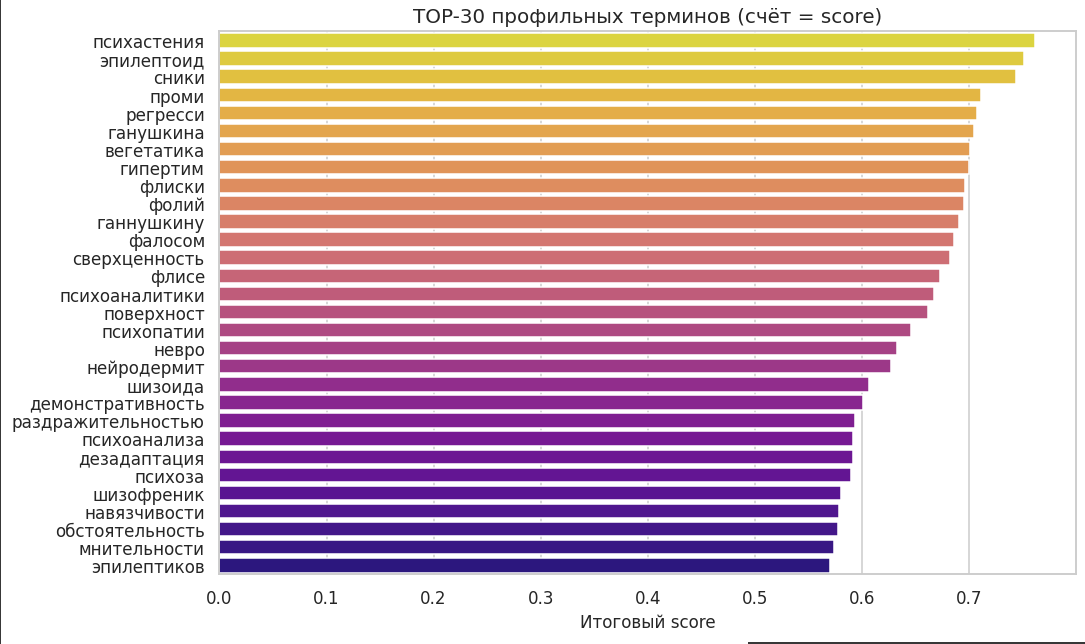 TOP-30 профильных терминов (счёт = score)
психастения
эпилептоид
сники
проми
регресси
ганушкина
вегетатика
гипертим
флиски
фолий
ганнушкину
фалосом
сверхценность
флисе
психоаналитики
поверхност
психопатии
невро
нейродермит
шизоида
демонстративность
раздражительностью
психоанализа
дезадаптация
психоза
шизофреник
навязчивости
обстоятельность
мнительности
эпилептиков
0.0 0.1 0.2 0.3 0.4 0.5 0.6 0.7
Итоговый score